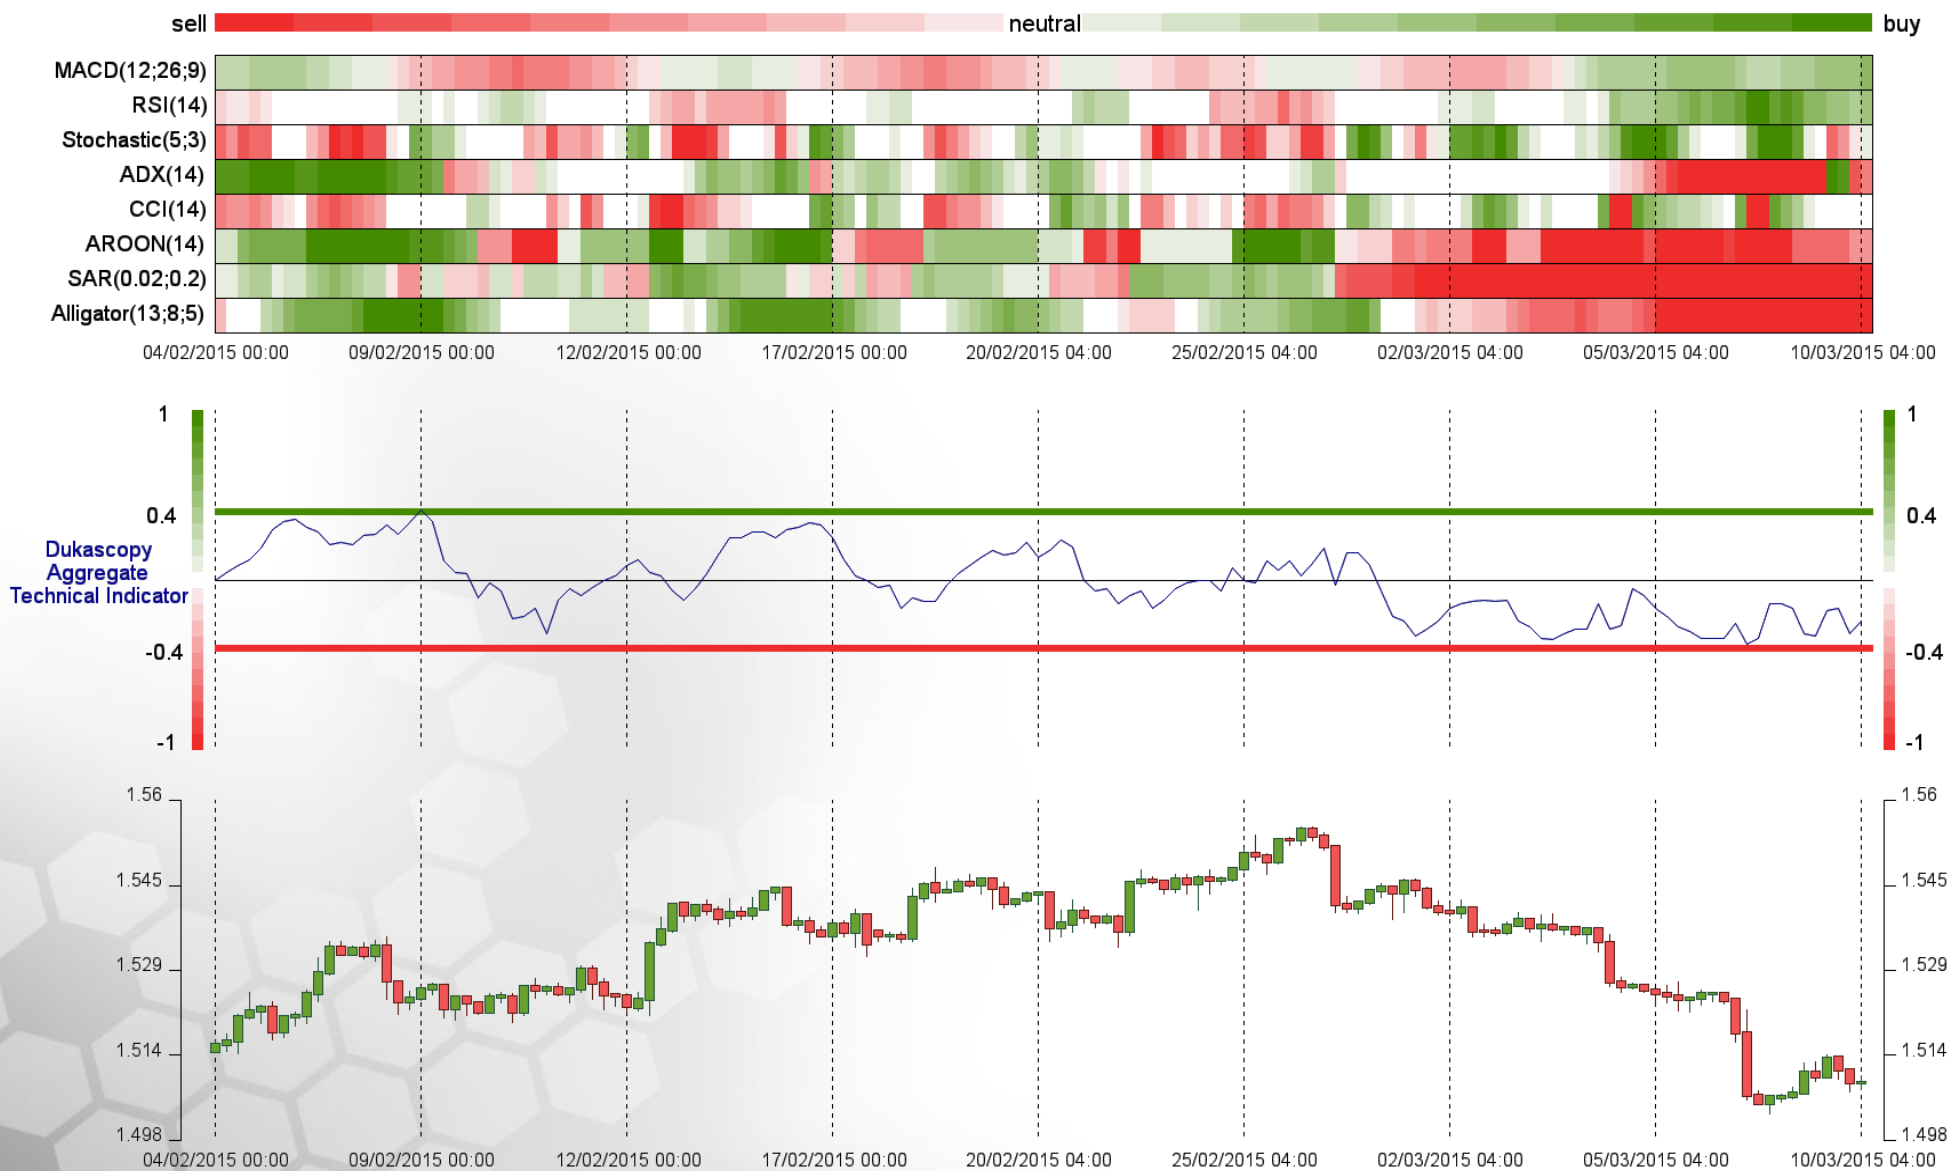 sell neutral buy
MACD(12;26;9)
RSI(14)
Stochastic(5;3)
ADX(14)
CCI(14)
AROON(14)
SAR(0.02;0.2)
Alligator(13;8;5)
04/02/2015 00:00 09/02/2015 00:00 12/02/2015 00:00 17/02/2015 00:00 20/02/2015 04:00 25/02/2015 04:00 02/03/2015 04:00 05/03/2015 04:00 10/03/2015 04:00
1 1
0.4 0.4
Dukascopy
Aggregate
Technical Indicator
-0.4 -0.4
-1 -1
1.56 1.56
1.545 1.545
1.529 1.529
1.514 1.514
1.498 1.498
04/02/2015 00:00 09/02/2015 00:00 12/02/2015 00:00 17/02/2015 00:00 20/02/2015 04:00 25/02/2015 04:00 02/03/2015 04:00 05/03/2015 04:00 10/03/2015 04:00